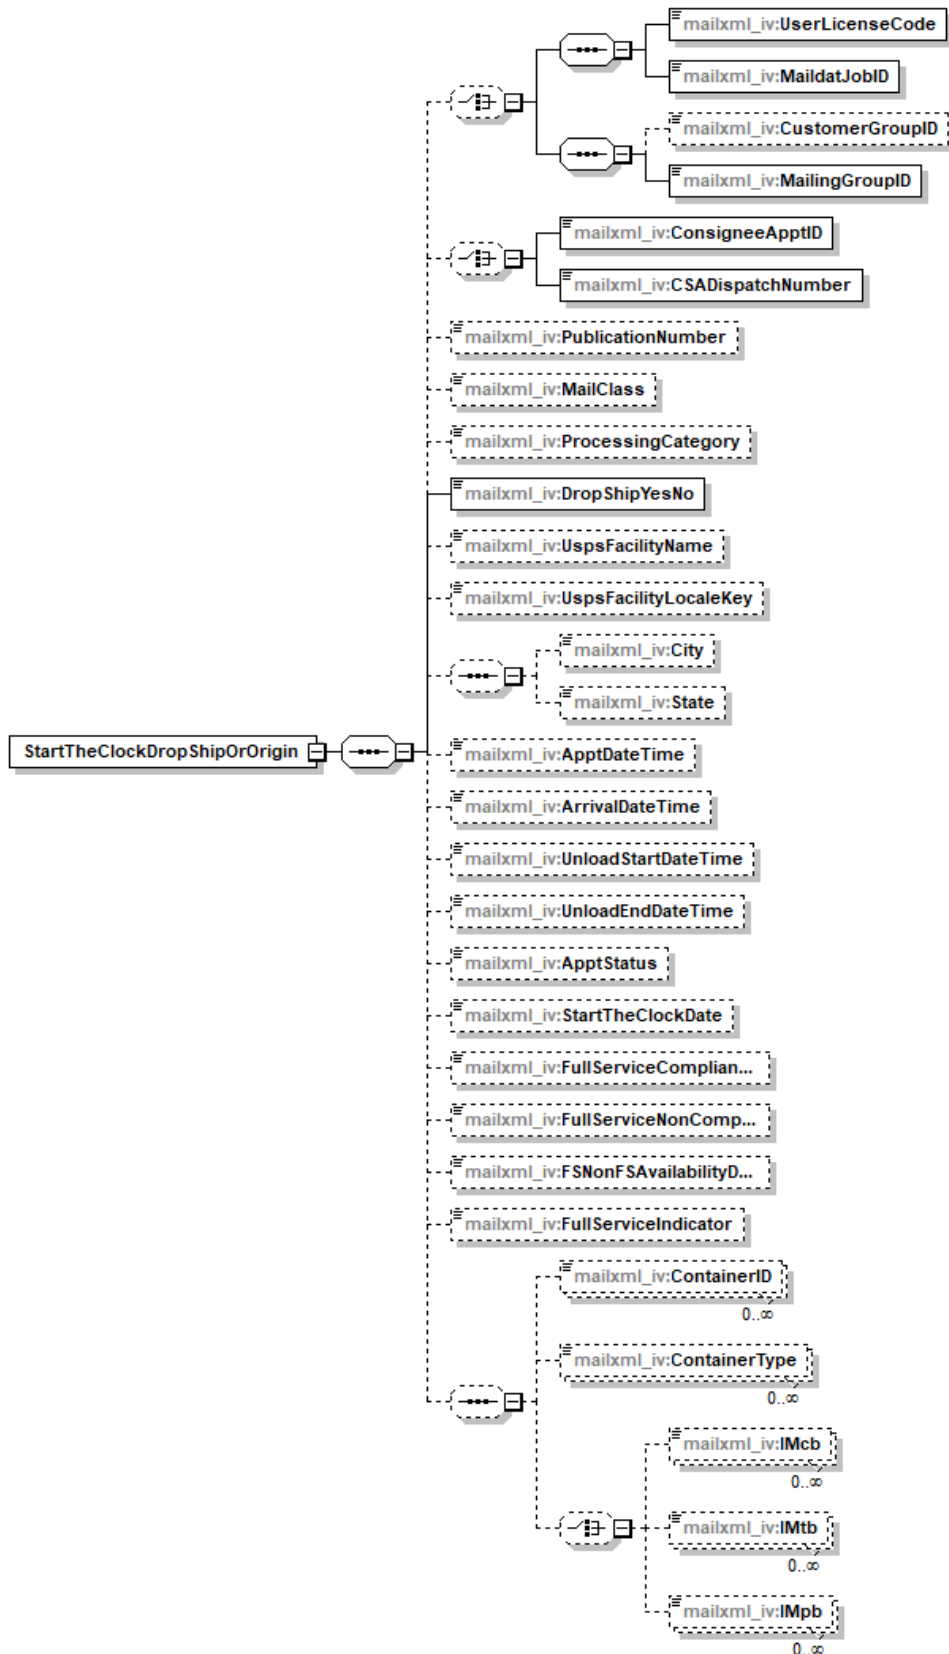 mailxml_iv:UserLicenseCode
mailxml_iv:MaildatJobID
mailxml_iv:CustomerGroupID
mailxml_iv:MailingGroupID
mailxml_iv:ConsigneeApptID
mailxml_iv:CSADispatchNumber
mailxml_iv:PublicationNumber
mailxml_iv:MailClass
mailxml_iv:ProcessingCategory
mailxml_iv:DropShipYesNo
mailxml_iv:UspsFacilityName
mailxml_iv:UspsFacilityLocaleKey
mailxml_iv:City
mailxml_iv:State
StartTheClockDropShipOrOrigin
mailxml_iv:ApptDateTime
mailxml_iv:ArrivalDateTime
mailxml_iv:UnloadStartDateTime
mailxml_iv:UnloadEndDateTime
mailxml_iv:ApptStatus
mailxml_iv:StartTheClockDate
mailxml_iv:FullServiceComplian...
mailxml_iv:FullServiceNonComp...
mailxml_iv:FSNonFSAvailabilityD...
mailxml_iv:FullServiceIndicator
mailxml_iv:ContainerID
0..∞
mailxml_iv:ContainerType
0..∞
mailxml_iv:IMcb
0..∞
mailxml_iv:IMtb
0..∞
mailxml_iv:IMpb
0..∞